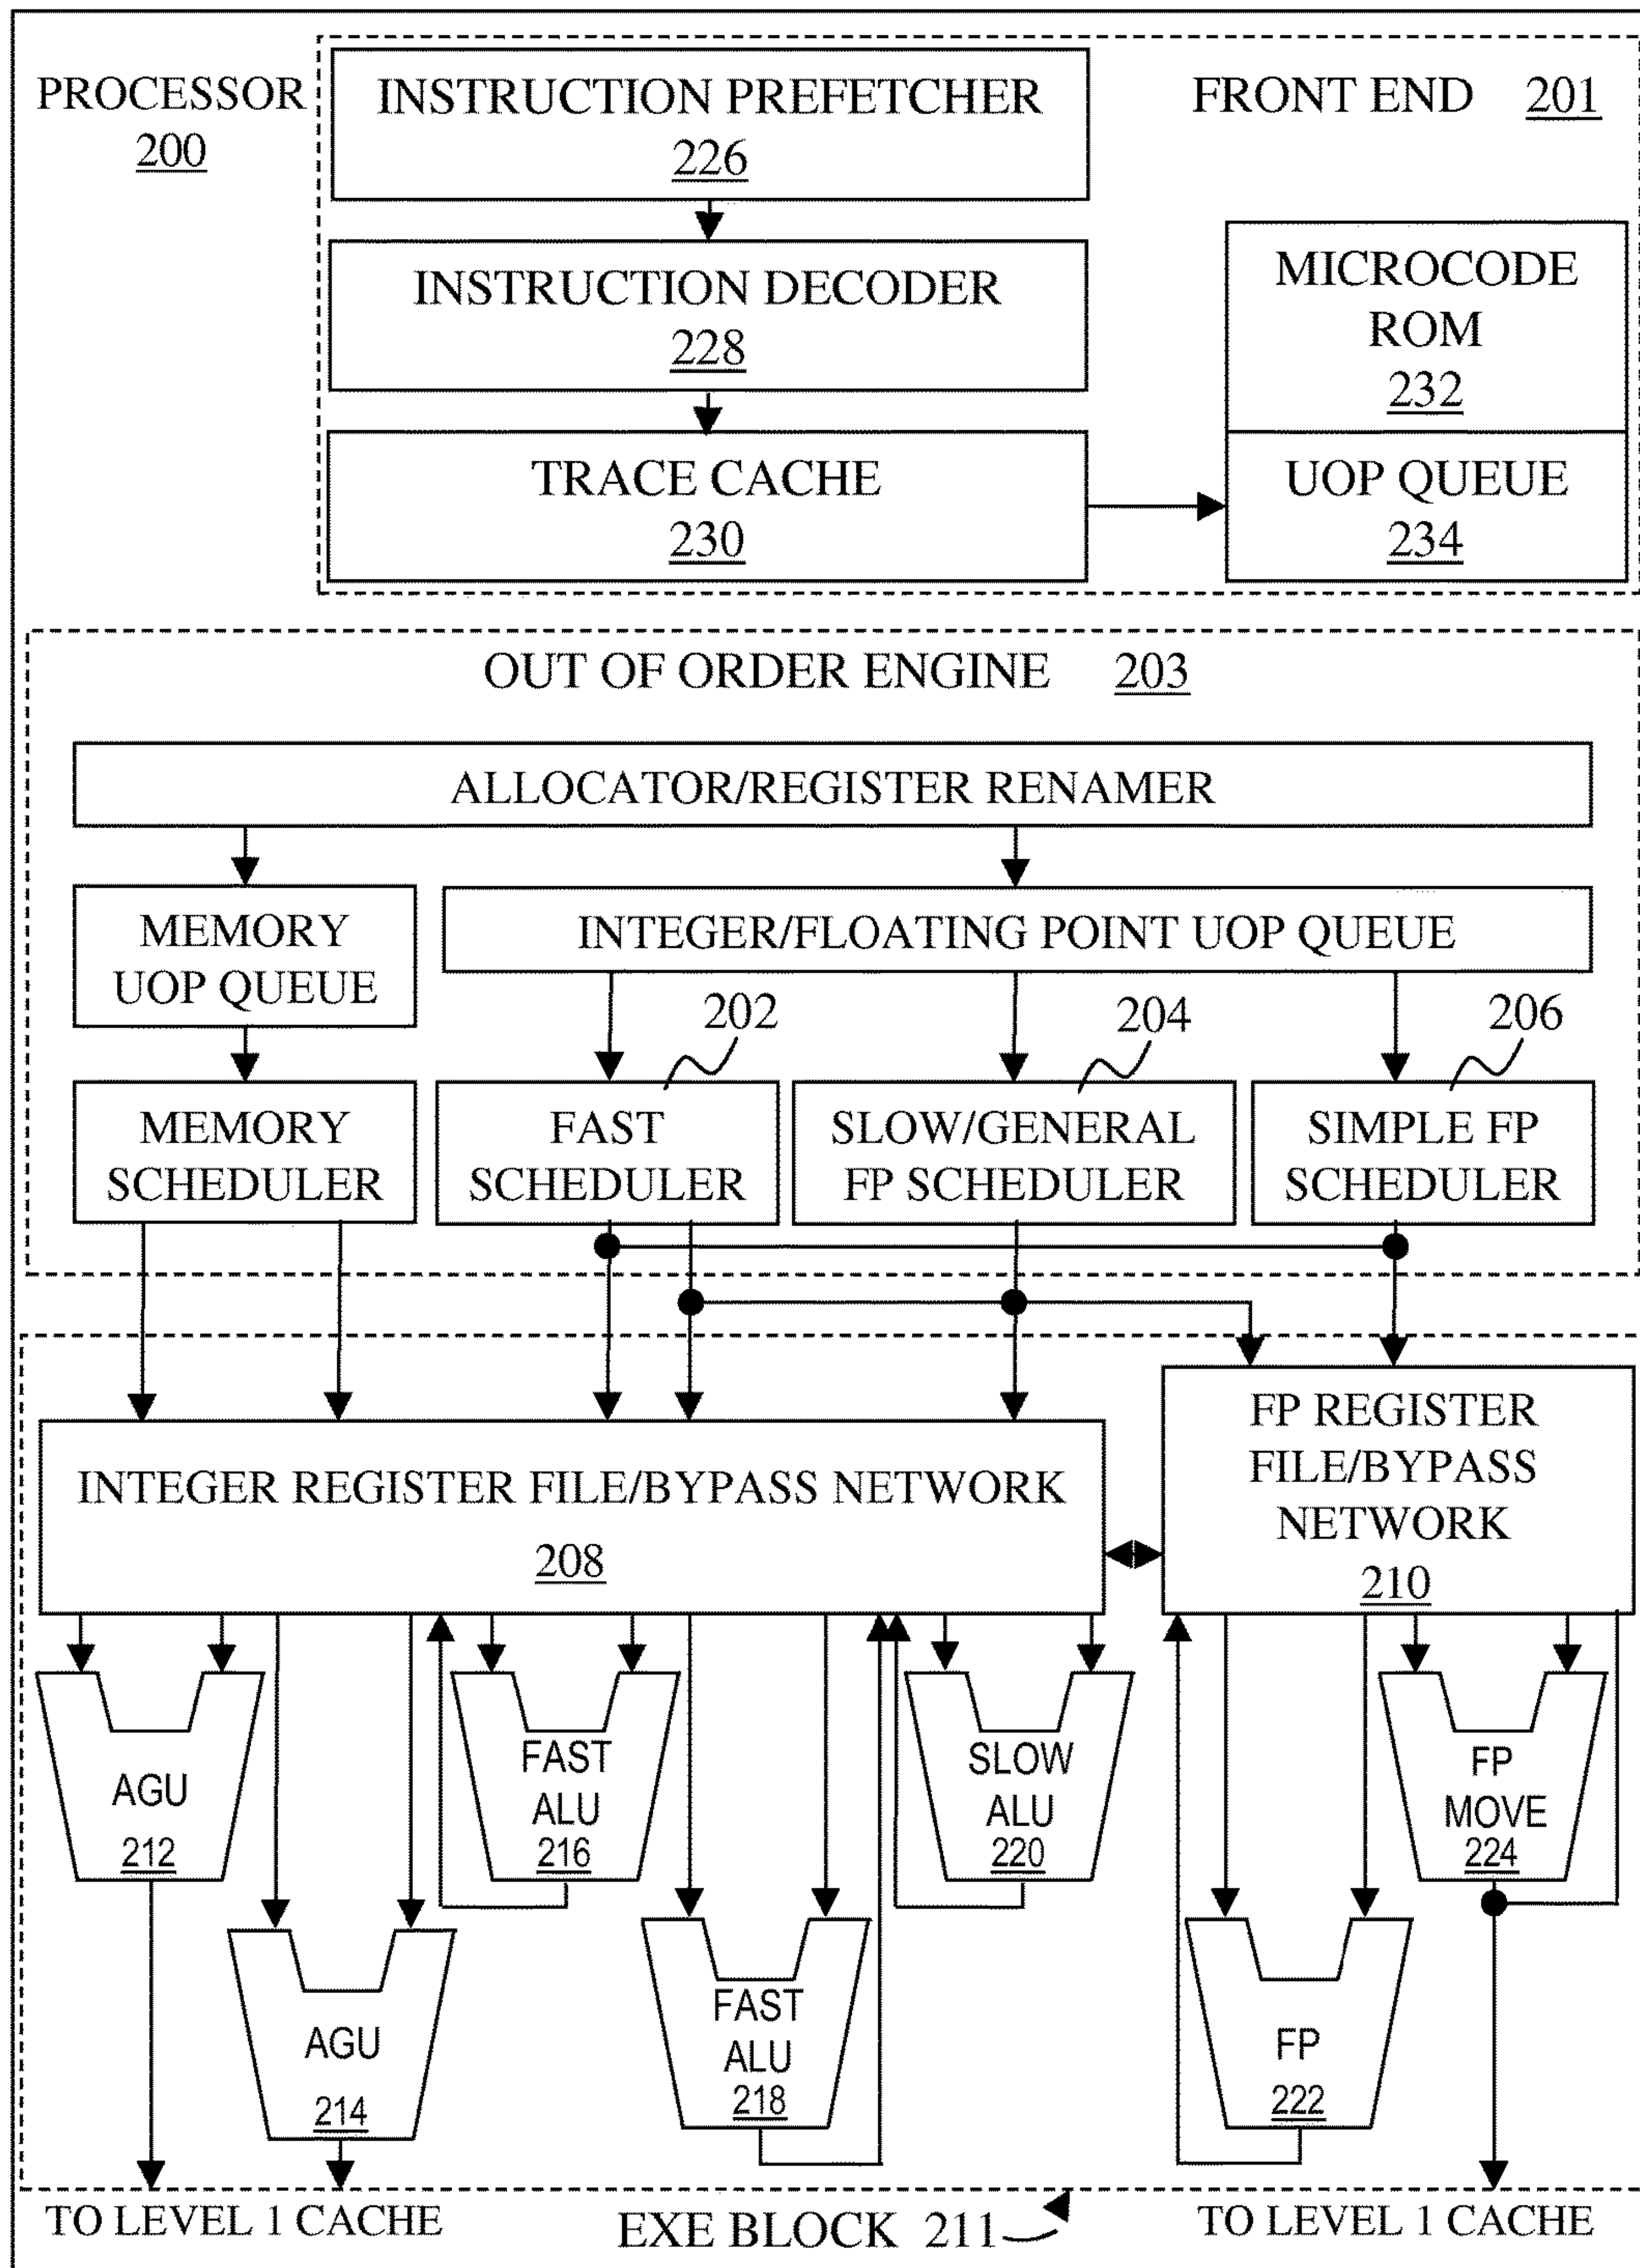 PROCESSOR
200
INSTRUCTION PREFETCHER
226
FRONT END 201
INSTRUCTION DECODER
228
MICROCODE
ROM
232
TRACE CACHE
230
UOP QUEUE
234
OUT OF ORDER ENGINE 203
ALLOCATOR/REGISTER RENAMER
MEMORY
UOP QUEUE
INTEGER/FLOATING POINT UOP QUEUE
202
204
206
MEMORY
SCHEDULER
FAST
SCHEDULER
SLOW/GENERAL
FP SCHEDULER
SIMPLE FP
SCHEDULER
INTEGER REGISTER FILE/BYPASS NETWORK
208
FP REGISTER
FILE/BYPASS
NETWORK
210
AGU
212
FAST
ALU
216
SLOW
ALU
220
FP
MOVE
224
AGU
214
FAST
ALU
218
FP
222
TO LEVEL 1 CACHE
EXE BLOCK 211
TO LEVEL 1 CACHE